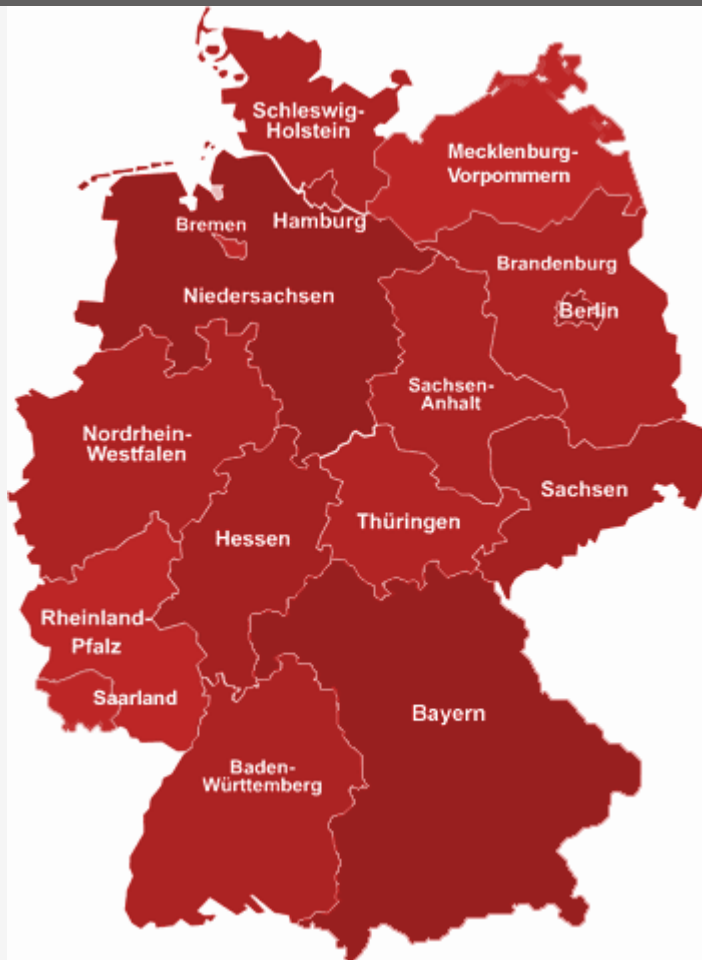 Schleswig-
Holstein
Mecklenburg-
Vorpommern
Hamburg
Bremen
Brandenburg
Niedersachsen
Berlin
Sachsen-
Anhalt
Nordrhein-
Westfalen
Sachsen
Thüringen
Hessen
Rheinland-
Pfalz
Saarland
Bayern
Baden-
Württemberg